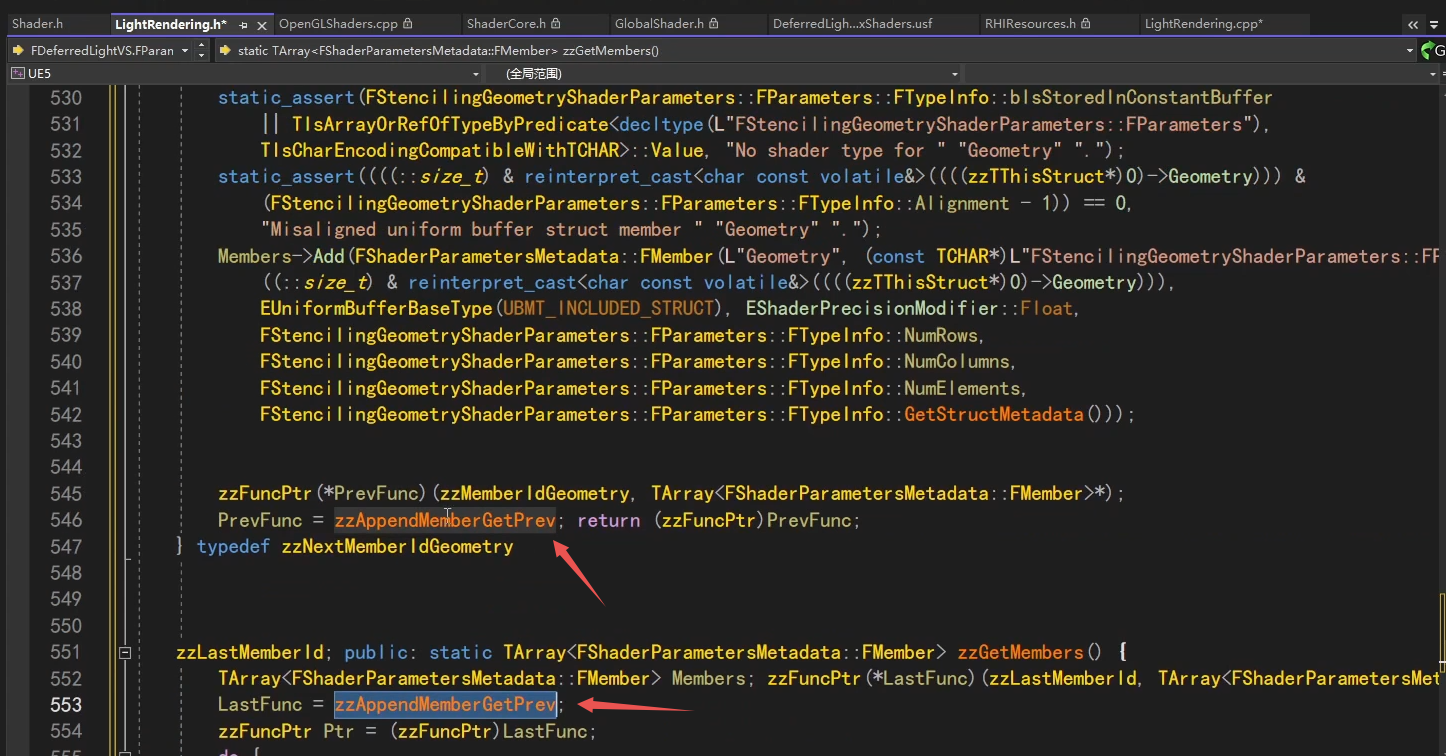 Shader.h LightRendering.h* OpenGLShaders.cpp ShaderCore.h GlobalShader.h DeferredLigh...xShaders.usf RHIResources.h LightRendering.cpp*
FDeferredLightVS.FParan static TArray<FShaderParametersMetadata::FMember> zzGetMembers() G
UE5 (全局范围)
530 static_assert(FStencilingGeometryShaderParameters::FParameters::FTypeInfo::bIsStoredInConstantBuffer
531 || TIsArrayOrRefOfTypeByPredicate<decltype(L"FStencilingGeometryShaderParameters::FParameters"),
532 TIsCharEncodingCompatibleWithTCHAR>::Value, "No shader type for " "Geometry" ".");
533 static_assert((((::size_t) & reinterpret_cast<char const volatile&>((((zzTThisStruct*)0)->Geometry))) &
534 (FStencilingGeometryShaderParameters::FParameters::FTypeInfo::Alignment - 1)) == 0,
535 "Misaligned uniform buffer struct member " "Geometry" ".");
536 Members->Add(FShaderParametersMetadata::FMember(L"Geometry", (const TCHAR*)L"FStencilingGeometryShaderParameters::FP
537 ((::size_t) & reinterpret_cast<char const volatile&>((((zzTThisStruct*)0)->Geometry))),
538 EUniformBufferBaseType(UBMT_INCLUDED_STRUCT), EShaderPrecisionModifier::Float,
539 FStencilingGeometryShaderParameters::FParameters::FTypeInfo::NumRows,
540 FStencilingGeometryShaderParameters::FParameters::FTypeInfo::NumColumns,
541 FStencilingGeometryShaderParameters::FParameters::FTypeInfo::NumElements,
542 FStencilingGeometryShaderParameters::FParameters::FTypeInfo::GetStructMetadata()));
543
544
545 zzFuncPtr(*PrevFunc)(zzMemberIdGeometry, TArray<FShaderParametersMetadata::FMember>*);
546 PrevFunc = zzAppendMemberGetPrev; return (zzFuncPtr)PrevFunc;
547 } typedef zzNextMemberIdGeometry
548
549
550
551 zzLastMemberId; public: static TArray<FShaderParametersMetadata::FMember> zzGetMembers() {
552 TArray<FShaderParametersMetadata::FMember> Members; zzFuncPtr(*LastFunc)(zzLastMemberId, TArray<FShaderParametersMet
553 LastFunc = zzAppendMemberGetPrev;
554 zzFuncPtr Ptr = (zzFuncPtr)LastFunc;
555 do {